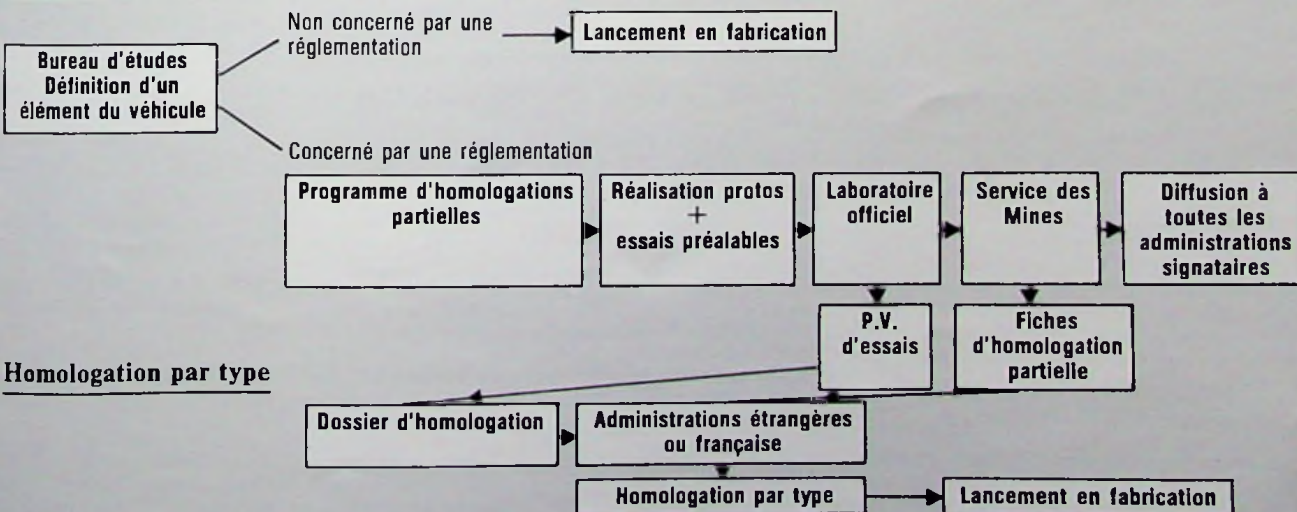 Non concerné par une
réglementation
Lancement en fabrication
Bureau d'études
Définition d'un
élément du véhicule
Concerné par une réglementation
Programme d'homologations
partielles
Réalisation protos
+
essais préalables
Laboratoire
officiel
Service des
Mines
Diffusion à
toutes les
administrations
signataires
P.V.
d'essais
Fiches
d'homologation
partielle
Homologation par type
Dossier d'homologation
Administrations étrangères
ou française
Homologation par type
Lancement en fabrication